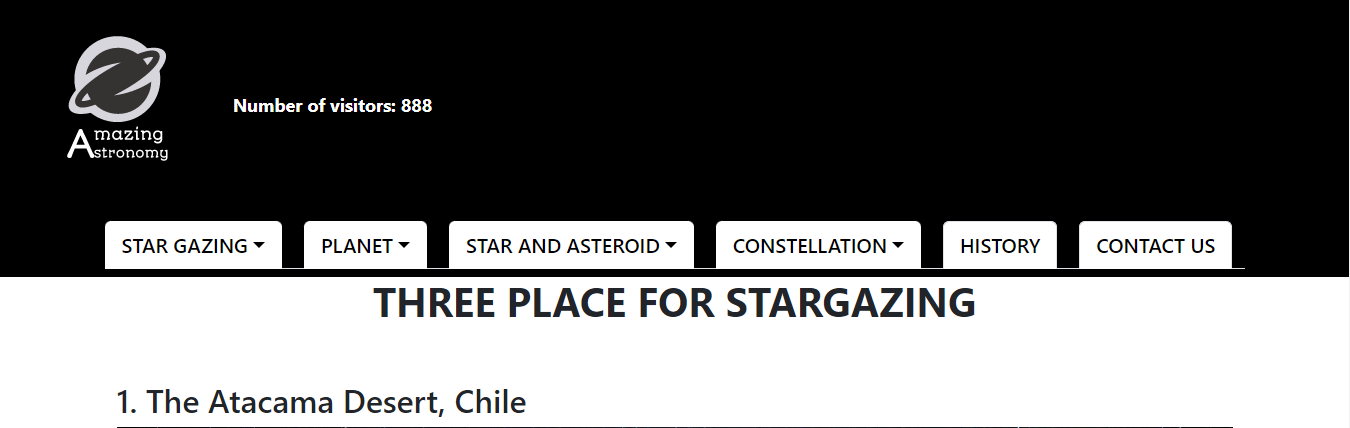 Amazing
Astronomy
Number of visitors: 888
STAR GAZING PLANET STAR AND ASTEROID CONSTELLATION HISTORY CONTACT US
THREE PLACE FOR STARGAZING
1. The Atacama Desert, Chile